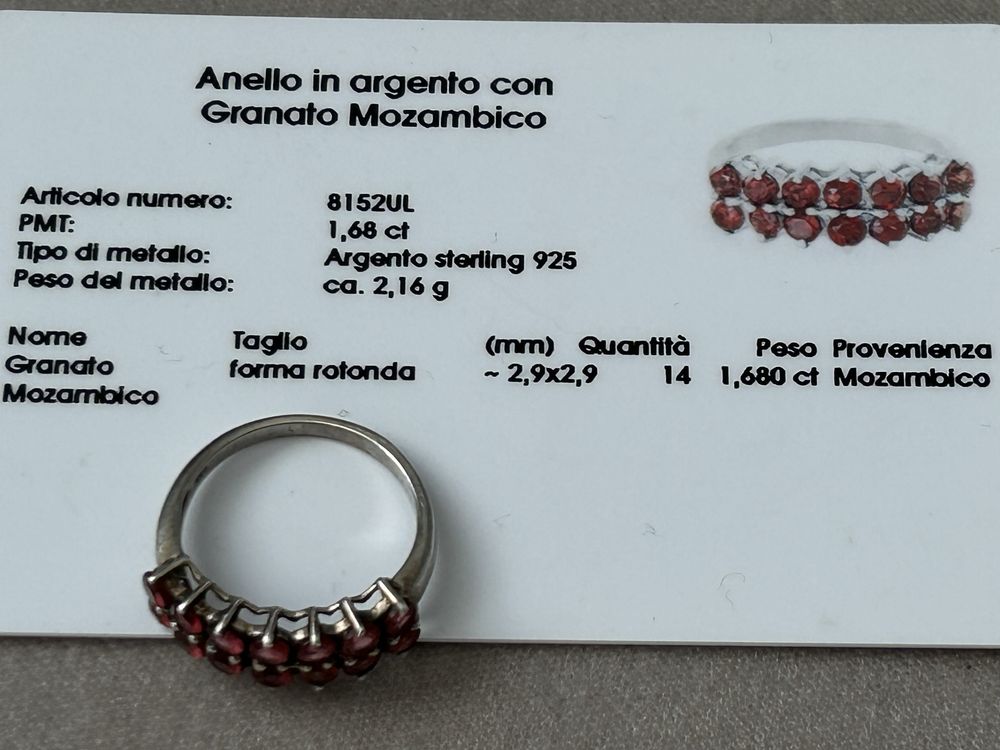 Anello in argento con
Granato Mozambico
Articolo numero: 8152UL
PMT: 1,68 ct
Tipo di metallo: Argento sterling 925
Peso del metallo: ca. 2,16 g
Nome Taglio (mm) Quantità Peso Provenienza
Granato forma rotonda ~ 2,9x2,9 14 1,680 ct Mozambico
Mozambico